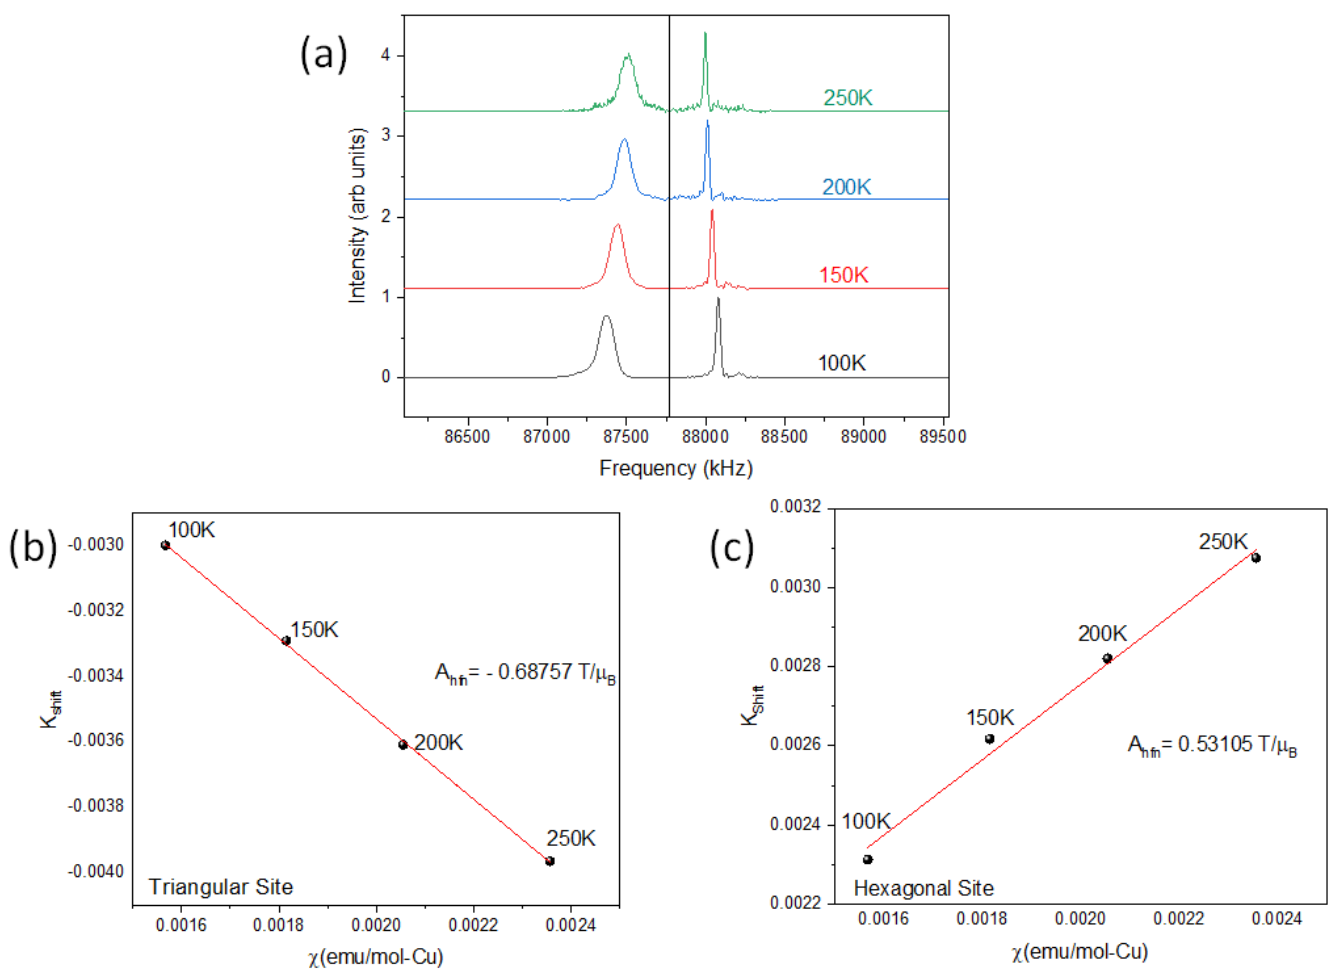 (a)
Intensity (arb units)
4
3
2
1
0
250K
200K
150K
100K
86500 87000 87500 88000 88500 89000 89500
Frequency (kHz)
(b)
K_shift
-0.0030
-0.0032
-0.0034
-0.0036
-0.0038
-0.0040
100K
150K
A_hfn= - 0.68757 T/μ_B
200K
250K
Triangular Site
0.0016 0.0018 0.0020 0.0022 0.0024
χ(emu/mol-Cu)
(c)
K_Shift
0.0032
0.0030
0.0028
0.0026
0.0024
0.0022
250K
200K
150K
A_hfn= 0.53105 T/μ_B
100K
Hexagonal Site
0.0016 0.0018 0.0020 0.0022 0.0024
χ(emu/mol-Cu)